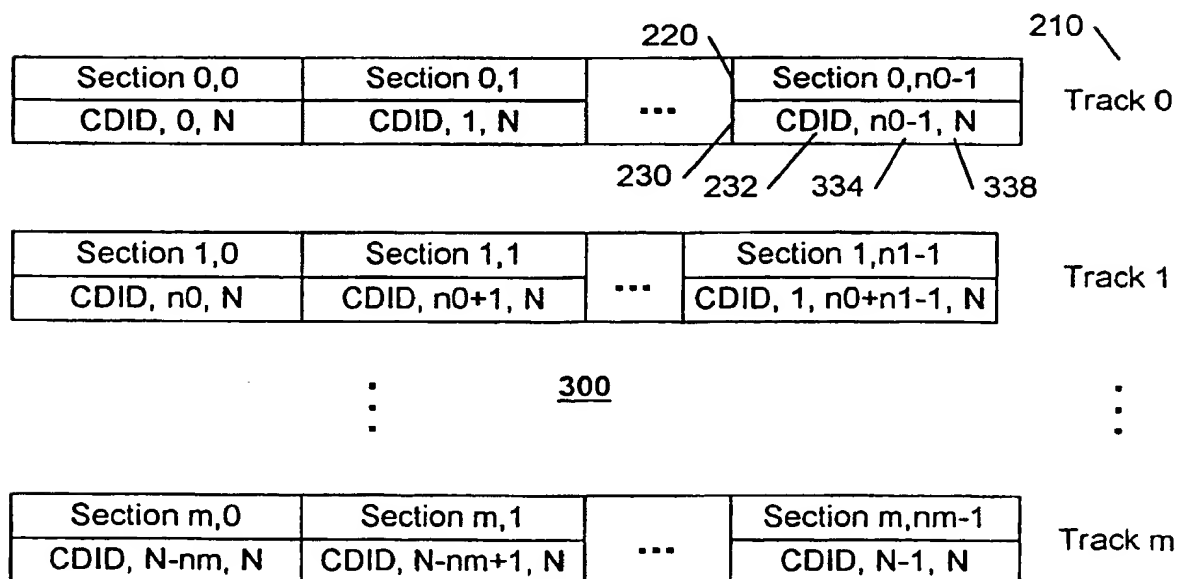 220
210
Section 0,0 Section 0,1 Section 0,n0-1
Track 0
CDID, 0, N CDID, 1, N ... CDID, n0-1, N
230 232 334 338
Section 1,0 Section 1,1 Section 1,n1-1
Track 1
CDID, n0, N CDID, n0+1, N ... CDID, 1, n0+n1-1, N
300
Section m,0 Section m,1 Section m,nm-1
Track m
CDID, N-nm, N CDID, N-nm+1, N ... CDID, N-1, N